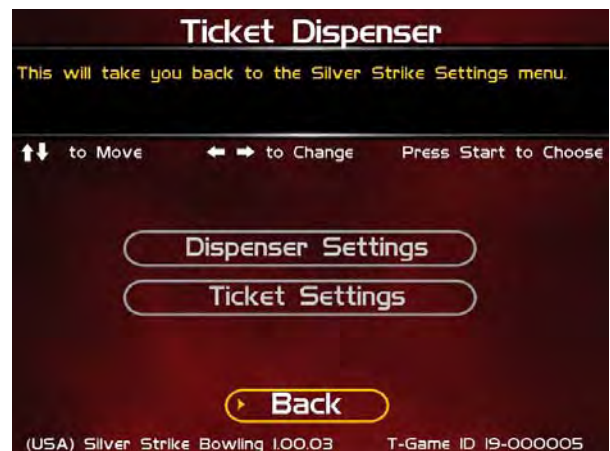 Ticket Dispenser
This will take you back to the Silver Strike Settings menu.
to Move to Change Press Start to Choose
Dispenser Settings
Ticket Settings
Back
(USA) Silver Strike Bowling 1.00.03 T-Game ID 19-000005